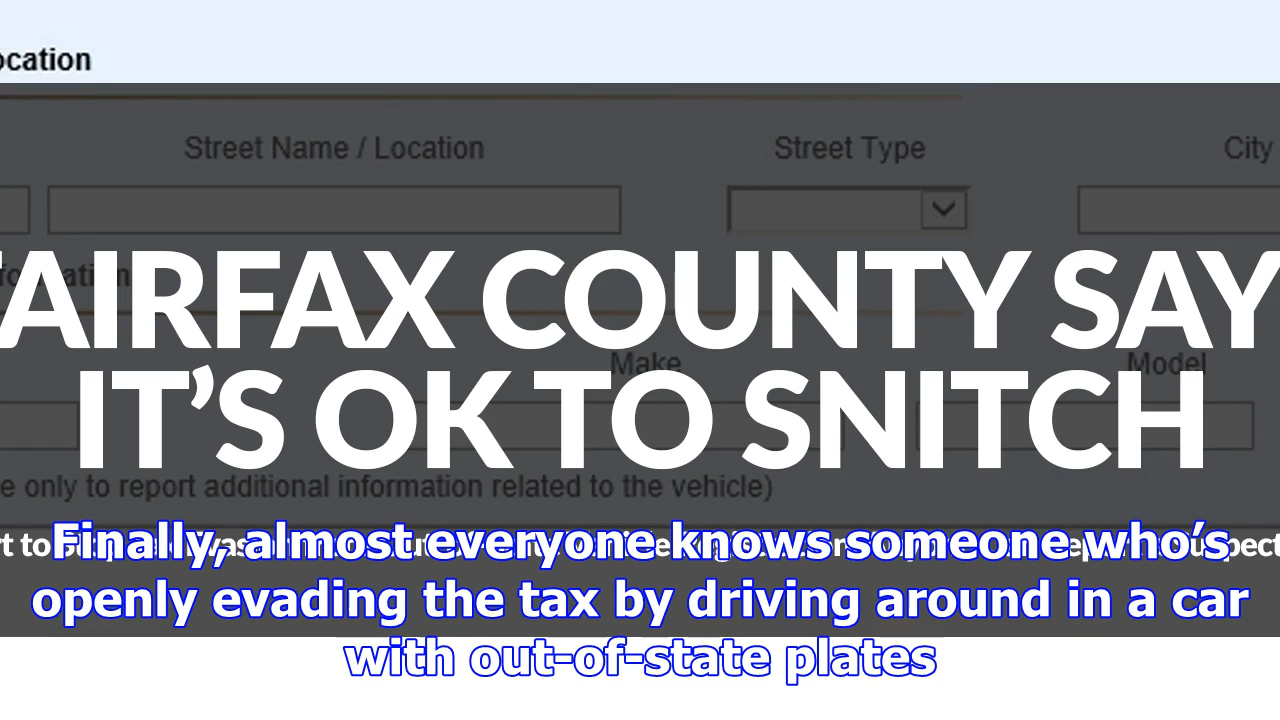 ocation
Street Name / Location Street Type City
AIRFAX COUNTY SAY
Make Model
IT’S OK TO SNITCH
e only to report additional information related to the vehicle)
Finally, almost everyone knows someone who’s
openly evading the tax by driving around in a car
with out-of-state plates